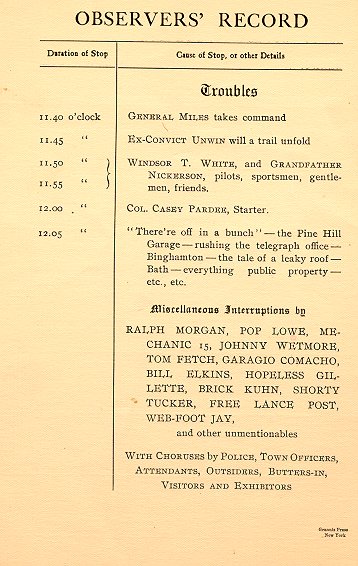 OBSERVERS' RECORD
Duration of Stop Cause of Stop, or other Details
Troubles
11.40 o'clock GENERAL MILES takes command
11.45 " EX-CONVICT UNWIN will a trail unfold
11.50 " WINDSOR T. WHITE, and GRANDFATHER
11.55 " NICKERSON, pilots, sportsmen, gentle-
men, friends.
12.00 " COL. CASEY PARDEE, Starter.
12.05 " "There're off in a bunch"—the Pine Hill
Garage—rushing the telegraph office—
Binghamton—the tale of a leaky roof—
Bath—everything public property—
etc., etc.
Miscellaneous Interruptions by
RALPH MORGAN, POP LOWE, ME-
CHANIC 15, JOHNNY WETMORE,
TOM FETCH, GARAGIO COMACHO,
BILL ELKINS, HOPELESS GIL-
LETTE, BRICK KUHN, SHORTY
TUCKER, FREE LANCE POST,
WEB-FOOT JAY,
and other unmentionables
WITH CHORUSES by POLICE, TOWN OFFICERS,
ATTENDANTS, OUTSIDERS, BUTTERS-IN,
VISITORS AND EXHIBITORS
Press
New York